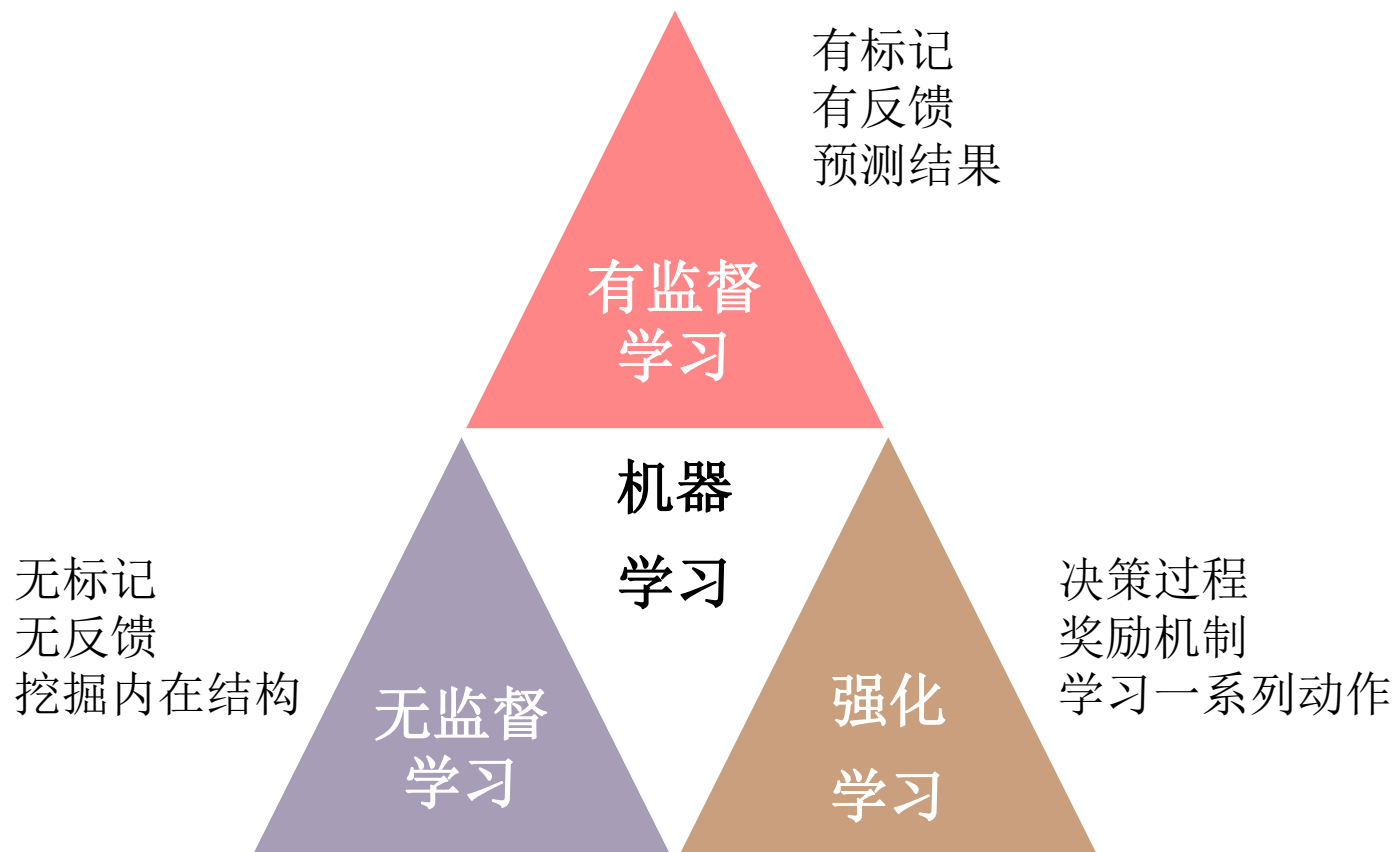 有标记
有反馈
预测结果
有监督
学习
机器
学习
无标记
无反馈
挖掘内在结构
无监督
学习
决策过程
奖励机制
学习一系列动作
强化
学习